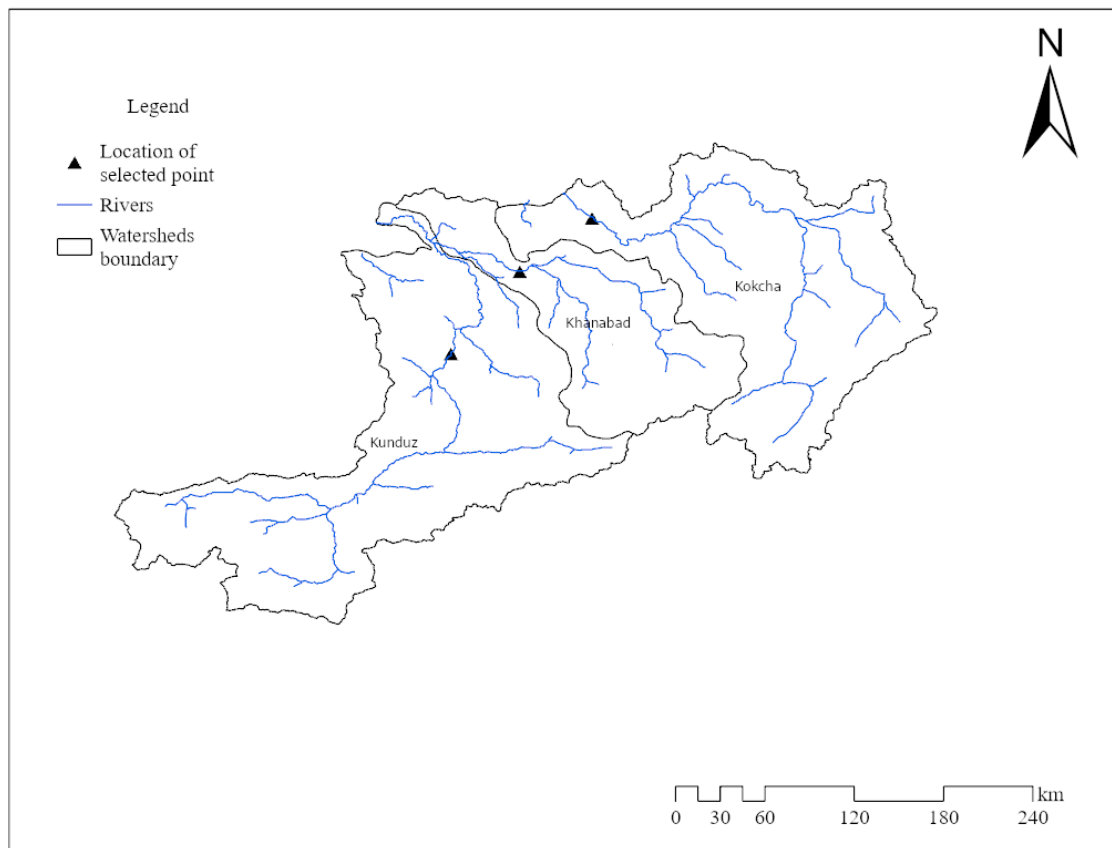 N
Legend
Location of
selected point
Rivers
Watersheds
boundary
Kokcha
Khanabad
Kunduz
km
0 30 60 120 180 240